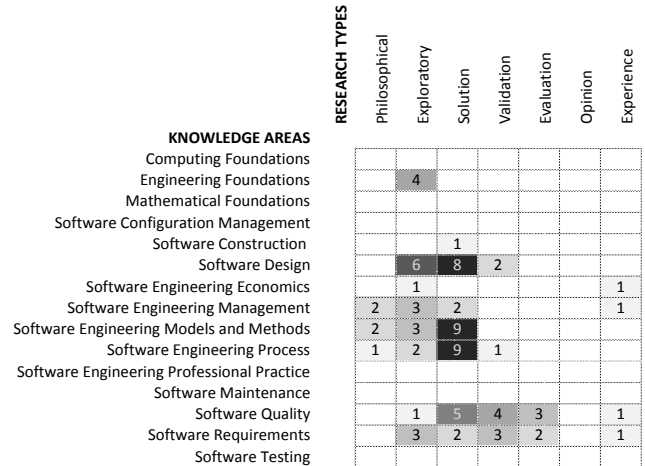 RESEARCH TYPES
Philosophical
Exploratory
Solution
Validation
Evaluation
Opinion
Experience
KNOWLEDGE AREAS
Computing Foundations
Engineering Foundations 4
Mathematical Foundations
Software Configuration Management
Software Construction 1
Software Design 6 8 2
Software Engineering Economics 1 1
Software Engineering Management 2 3 2 1
Software Engineering Models and Methods 2 3 9
Software Engineering Process 1 2 9 1
Software Engineering Professional Practice
Software Maintenance
Software Quality 1 5 4 3 1
Software Requirements 3 2 3 2 1
Software Testing